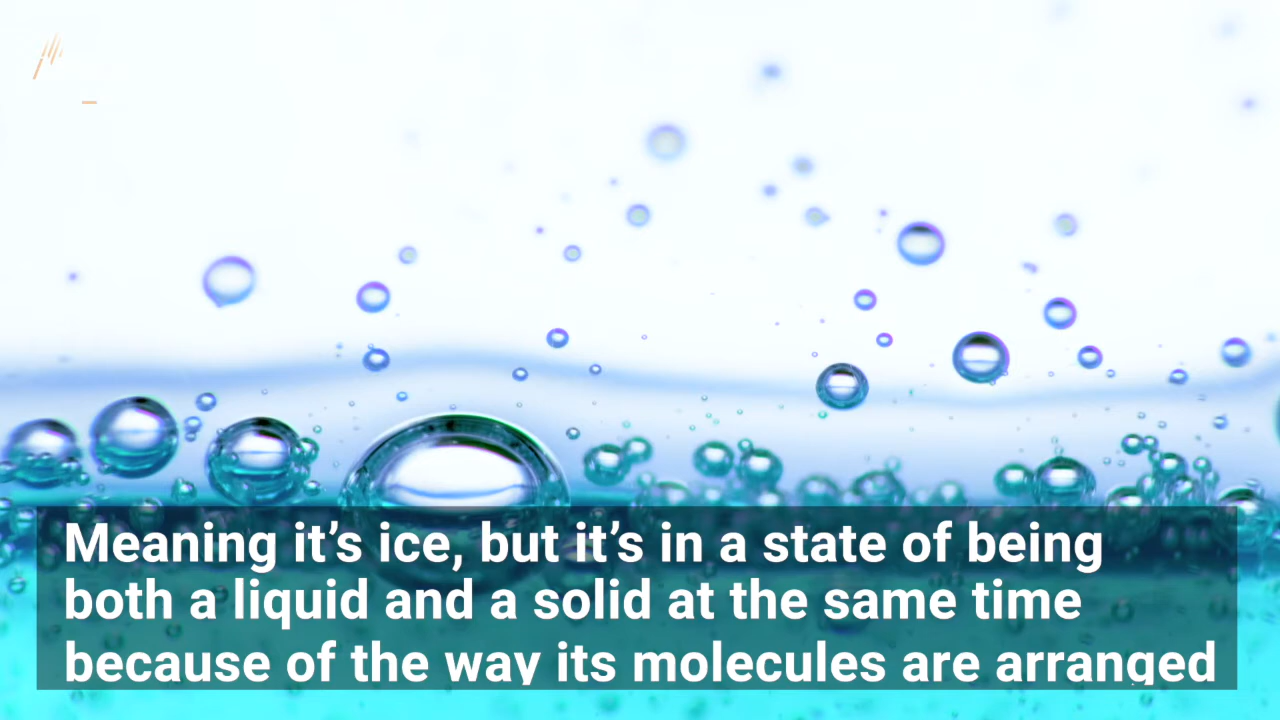 Meaning it’s ice, but it’s in a state of being
both a liquid and a solid at the same time
because of the way its molecules are arranged